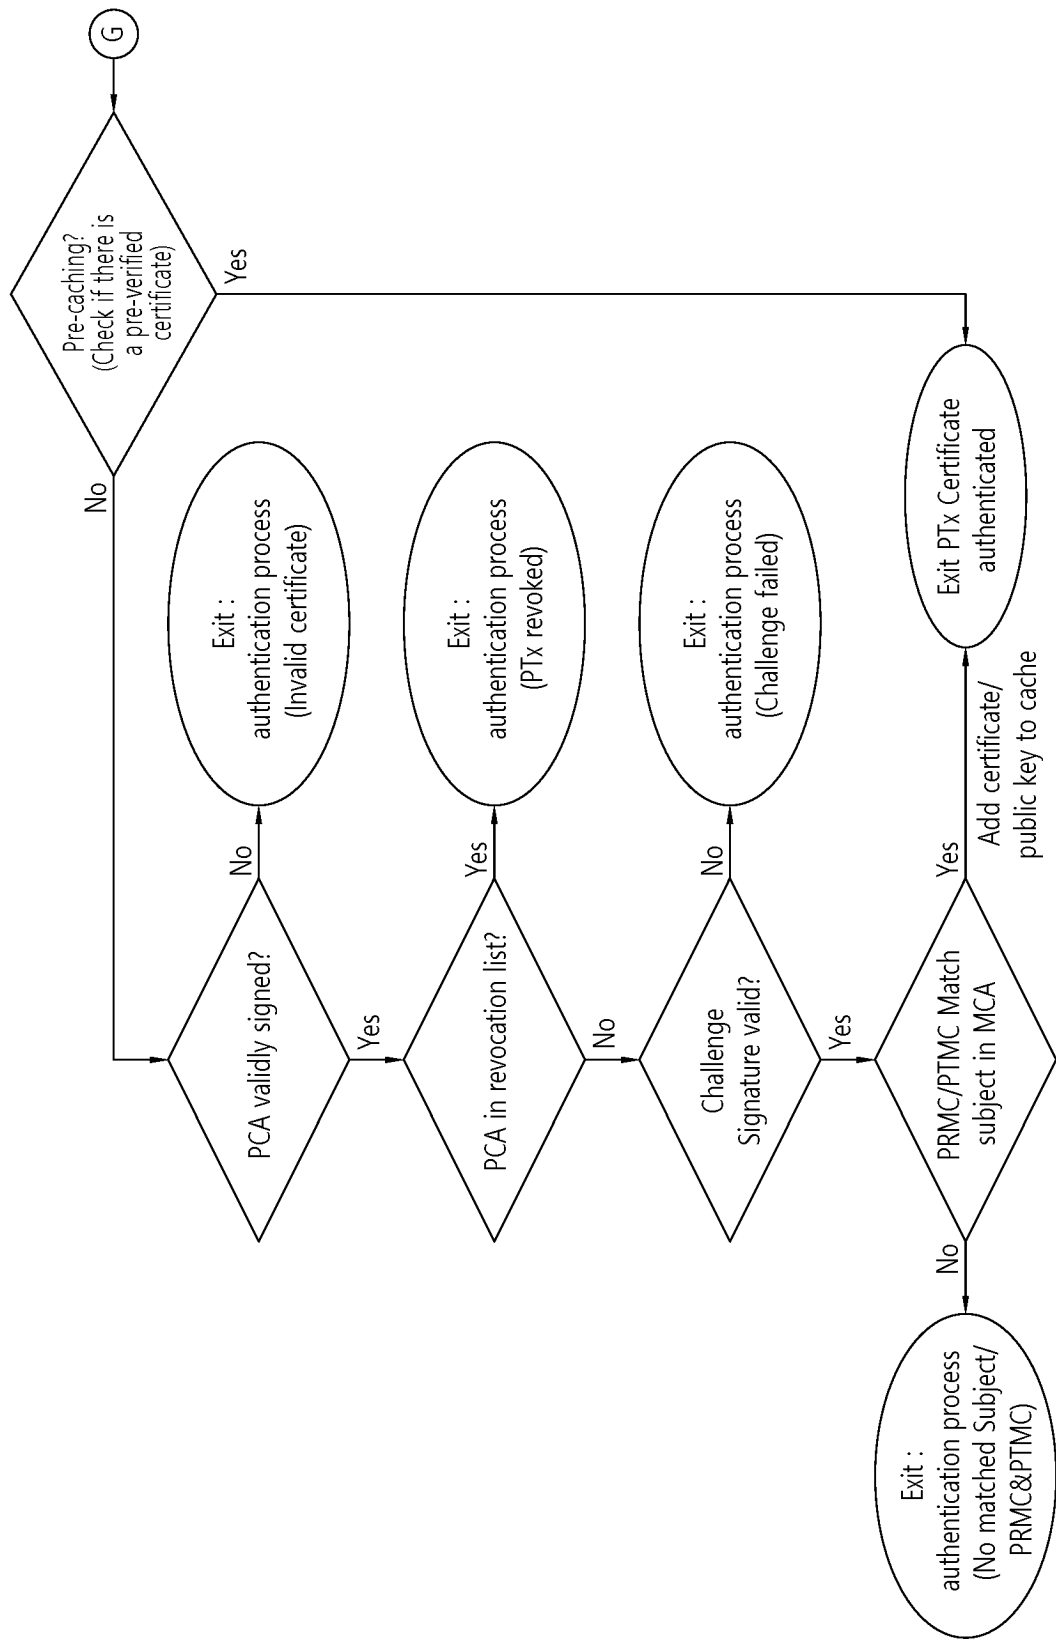 G
Pre-caching?
(Check if there is
a pre-verified
certificate)
Yes
No
PCA validly signed?
No
Exit :
authentication process
(Invalid certificate)
Yes
PCA in revocation list?
Yes
Exit :
authentication process
(PTx revoked)
No
Challenge
Signature valid?
No
Exit :
authentication process
(Challenge failed)
Yes
PRMC/PTMC Match
subject in MCA
Yes
Add certificate/
public key to cache
Exit PTx Certificate
authenticated
No
Exit :
authentication process
(No matched Subject/
PRMC&PTMC)